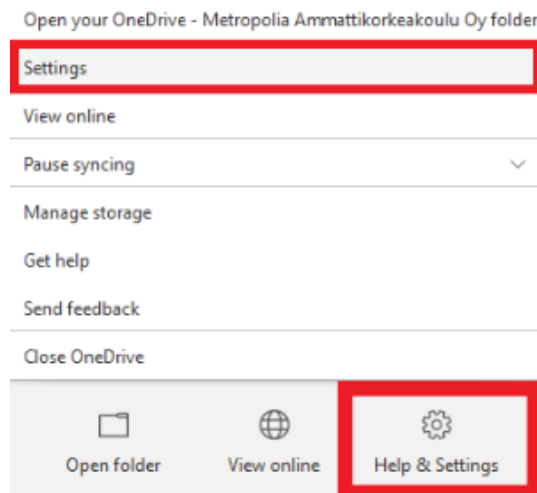 Open your OneDrive - Metropolia Ammattikorkeakoulu Oy folder
Settings
View online
Pause syncing
Manage storage
Get help
Send feedback
Close OneDrive
Open folder
View online
Help & Settings